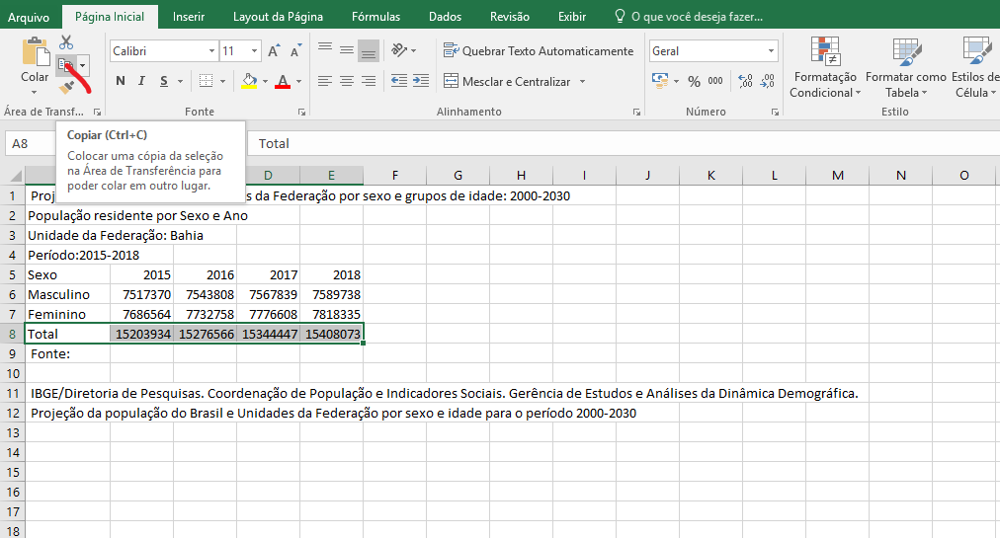 Arquivo Página Inicial Inserir Layout da Página Fórmulas Dados Revisão Exibir O que você deseja fazer...
Colar
Calibri 11
N I S
A A
A
Quebrar Texto Automaticamente
Mesclar e Centralizar
Geral
% 000
Formatação Condicional
Formatar como Tabela
Estilos de Célula
Área de Transf... Fonte Alinhamento Número Estilo
Copiar (Ctrl+C)
Colocar uma cópia da seleção
na Área de Transferência para
poder colar em outro lugar.
A8 Total
D E F G H I J K L M N O
1 s da Federação por sexo e grupos de idade: 2000-2030
2 População residente por Sexo e Ano
3 Unidade da Federação: Bahia
4 Período:2015-2018
5 Sexo 2015 2016 2017 2018
6 Masculino 7517370 7543808 7567839 7589738
7 Feminino 7686564 7732758 7776608 7818335
8 Total 15203934 15276566 15344447 15408073
9 Fonte:
10
11 IBGE/Diretoria de Pesquisas. Coordenação de População e Indicadores Sociais. Gerência de Estudos e Análises da Dinâmica Demográfica.
12 Projeção da população do Brasil e Unidades da Federação por sexo e idade para o período 2000-2030
13
14
15
16
17
18